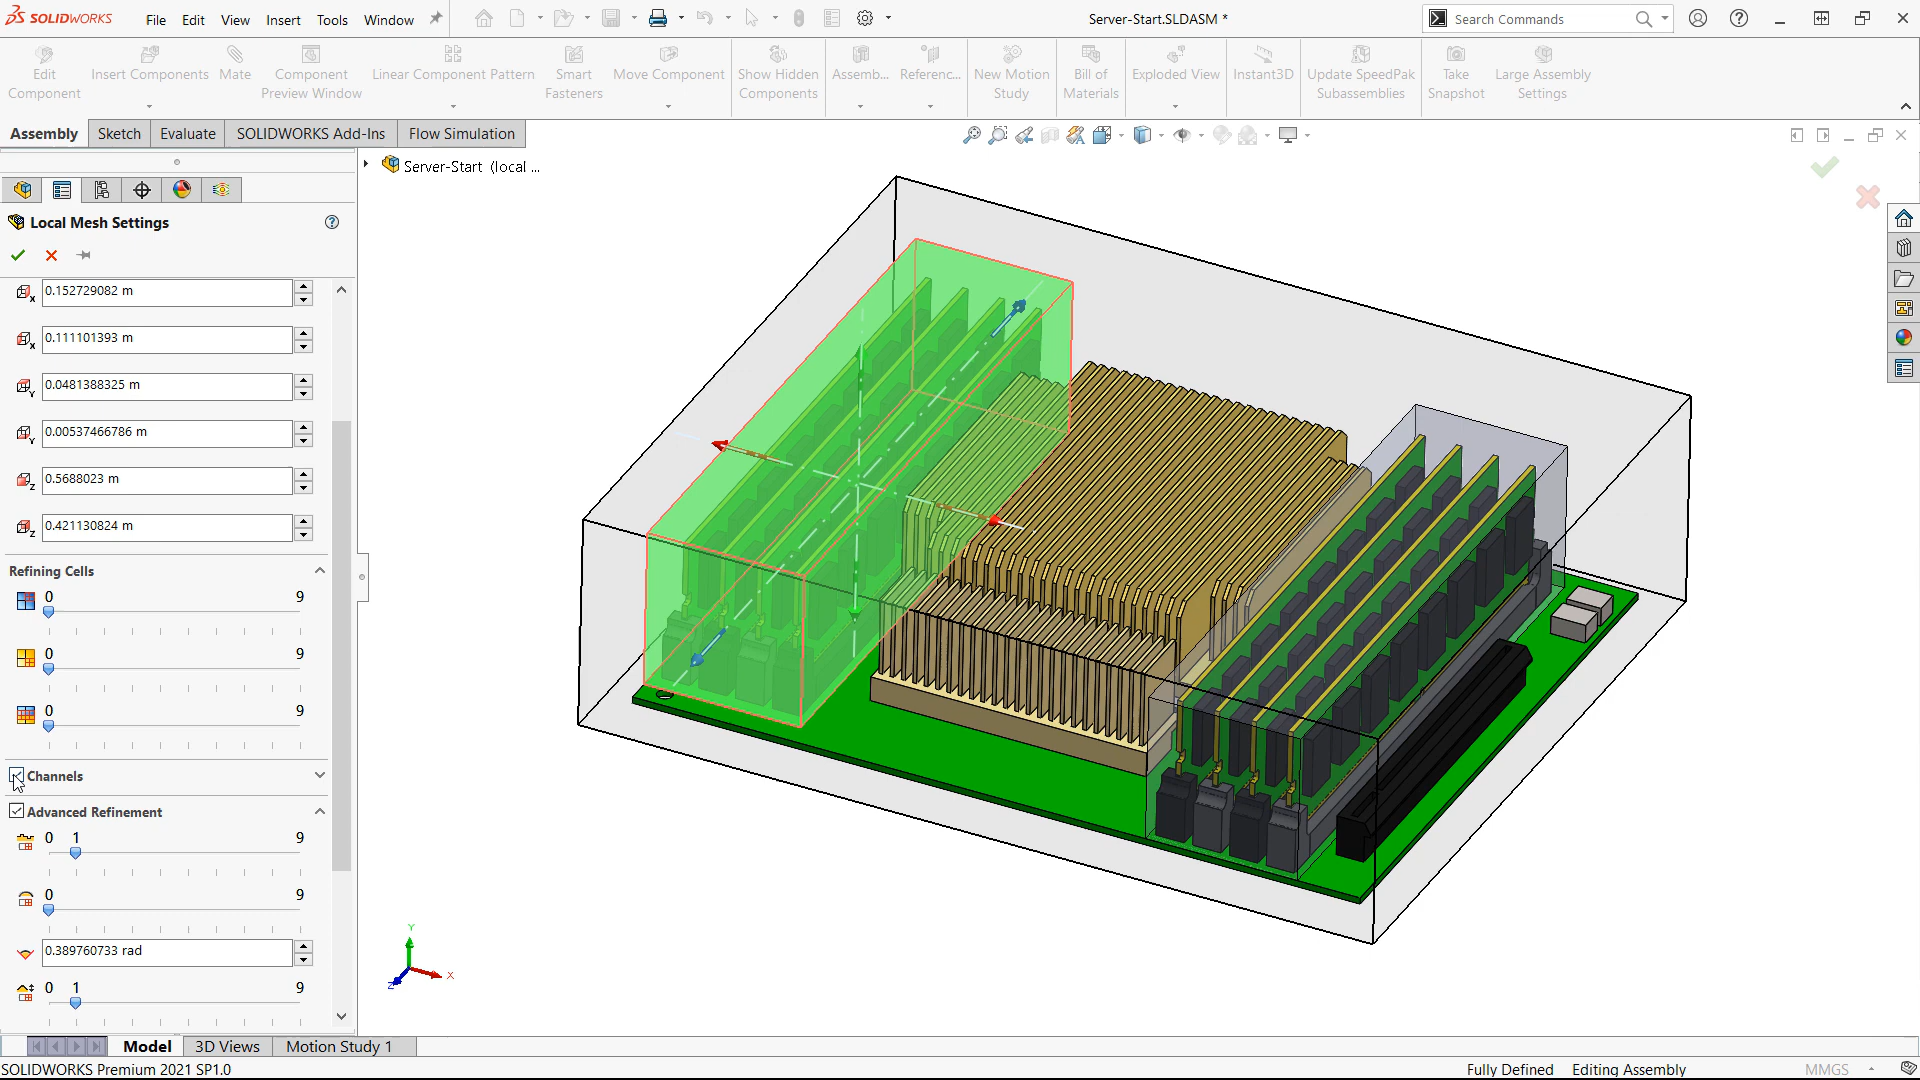 SOLIDWORKS
File Edit View Insert Tools Window
Server-Start.SLDASM *
Search Commands
Edit Component
Insert Components
Mate
Component Preview Window
Linear Component Pattern
Smart Fasteners
Move Component
Show Hidden Components
Assemb...
Referenc...
New Motion Study
Bill of Materials
Exploded View
Instant3D
Update SpeedPak Subassemblies
Take Snapshot
Large Assembly Settings
Assembly Sketch Evaluate SOLIDWORKS Add-Ins Flow Simulation
Server-Start (local ...
Local Mesh Settings
X 0.152729082 m
X 0.111101393 m
Y 0.0481388325 m
Y 0.00537466786 m
Z 0.5688023 m
Z 0.421130824 m
Refining Cells
0 9
0 9
0 9
Channels
Advanced Refinement
0 1 9
0 9
0.389760733 rad
0 1 9
Y
X
Z
Model 3D Views Motion Study 1
SOLIDWORKS Premium 2021 SP1.0
Fully Defined Editing Assembly MMGS